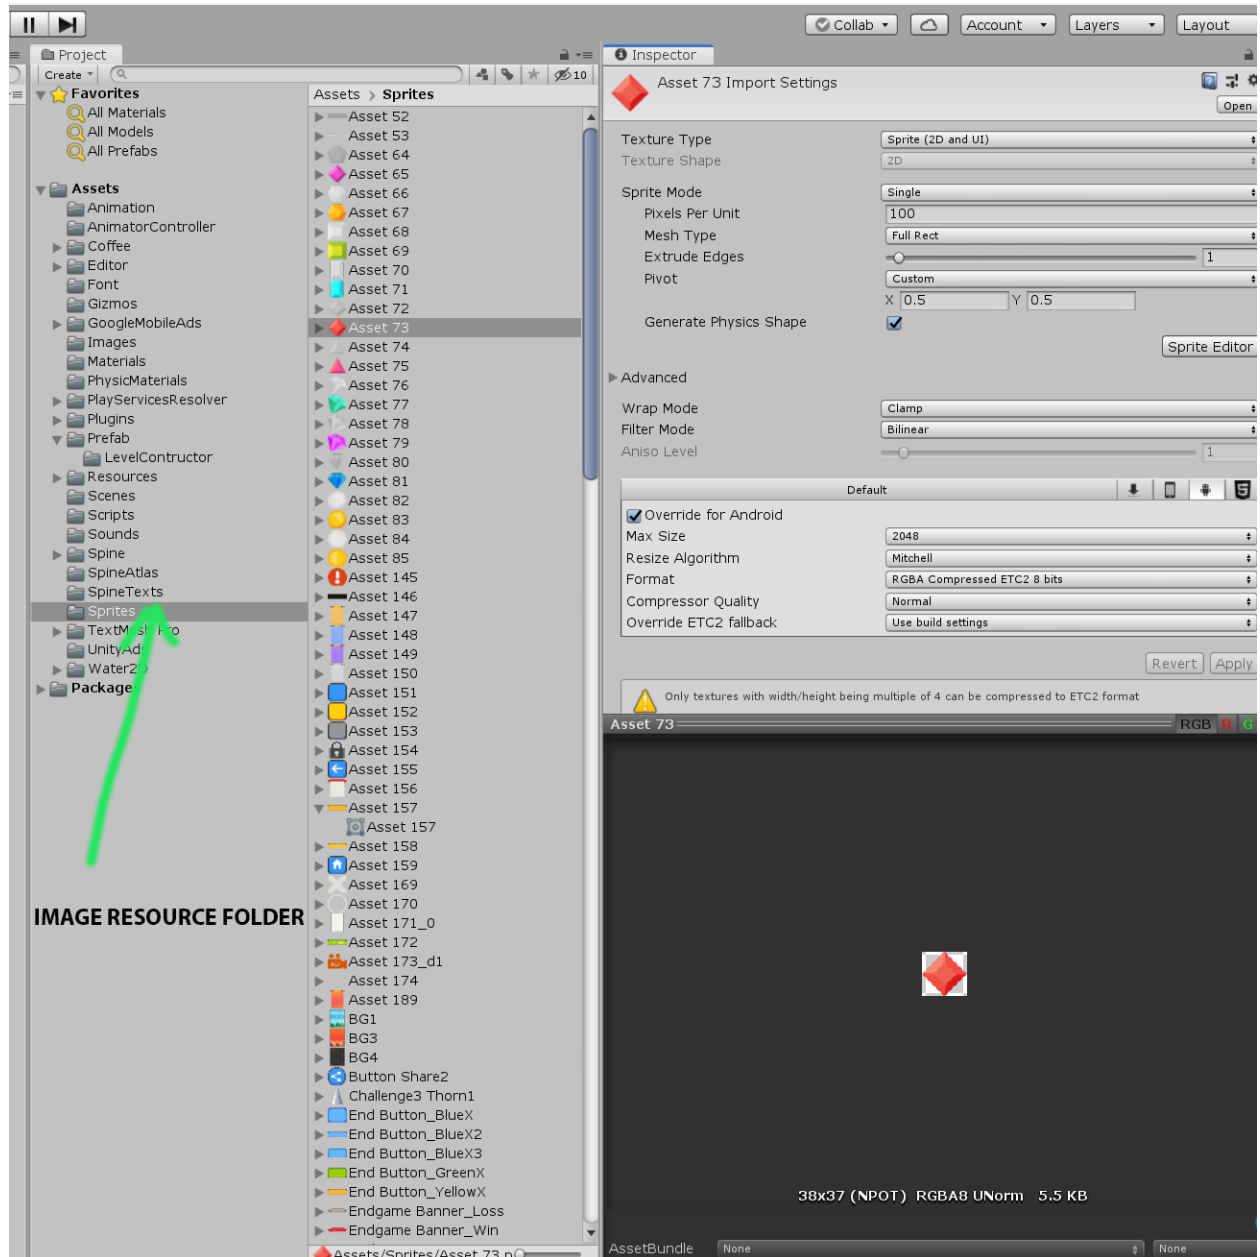 Collab
Account
Layers
Layout
Project
Create
10
Favorites
All Materials
All Models
All Prefabs
Assets
Animation
AnimatorController
Coffee
Editor
Font
Gizmos
GoogleMobileAds
Images
Materials
PhysicMaterials
PlayServicesResolver
Plugins
Prefab
LevelContructor
Resources
Scenes
Scripts
Sounds
Spine
SpineAtlas
SpineTexts
Sprites
TextMesh Pro
UnityAds
Water2D
Packages
IMAGE RESOURCE FOLDER
Assets > Sprites
Asset 52
Asset 53
Asset 64
Asset 65
Asset 66
Asset 67
Asset 68
Asset 69
Asset 70
Asset 71
Asset 72
Asset 73
Asset 74
Asset 75
Asset 76
Asset 77
Asset 78
Asset 79
Asset 80
Asset 81
Asset 82
Asset 83
Asset 84
Asset 85
Asset 145
Asset 146
Asset 147
Asset 148
Asset 149
Asset 150
Asset 151
Asset 152
Asset 153
Asset 154
Asset 155
Asset 156
Asset 157
Asset 157
Asset 158
Asset 159
Asset 169
Asset 170
Asset 171_0
Asset 172
Asset 173_d1
Asset 174
Asset 189
BG1
BG3
BG4
Button Share2
Challenge3 Thorn1
End Button_BlueX
End Button_BlueX2
End Button_BlueX3
End Button_GreenX
End Button_YellowX
Endgame Banner_Loss
Endgame Banner_Win
Assets/Sprites/Asset 73.p
Inspector
Asset 73 Import Settings
Open
Texture Type Sprite (2D and UI)
Texture Shape 2D
Sprite Mode Single
Pixels Per Unit 100
Mesh Type Full Rect
Extrude Edges 1
Pivot Custom
X 0.5 Y 0.5
Generate Physics Shape
Sprite Editor
Advanced
Wrap Mode Clamp
Filter Mode Bilinear
Aniso Level 1
Default
Override for Android
Max Size 2048
Resize Algorithm Mitchell
Format RGBA Compressed ETC2 8 bits
Compressor Quality Normal
Override ETC2 fallback Use build settings
Revert Apply
Only textures with width/height being multiple of 4 can be compressed to ETC2 format
Asset 73 RGB R G
38x37 (NPOT) RGBA8 UNorm 5.5 KB
AssetBundle None None